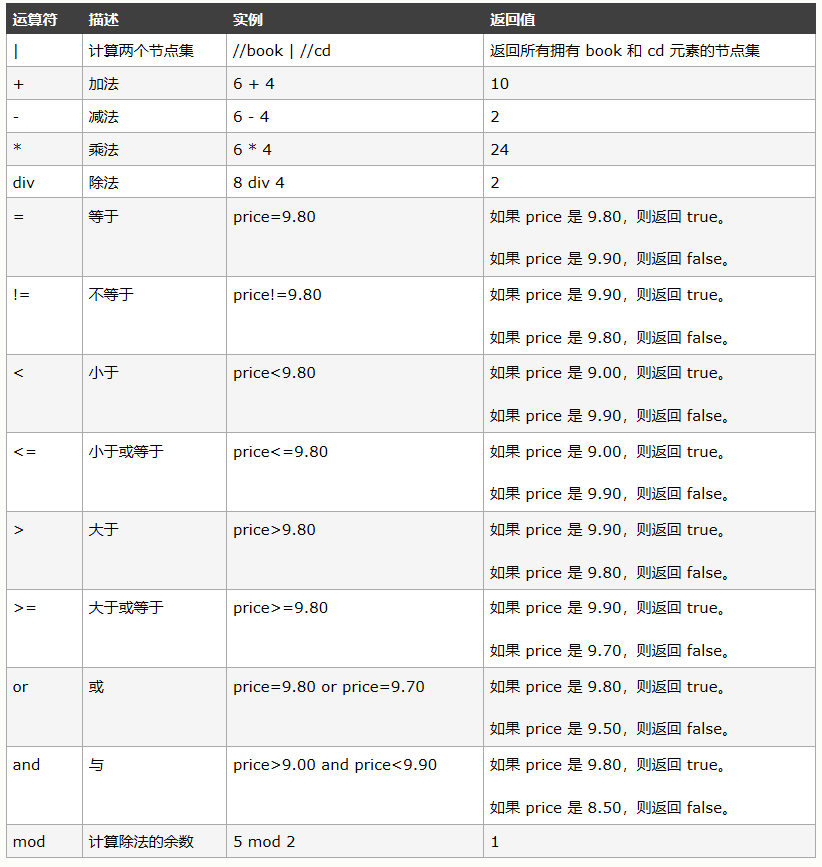 运算符 描述 实例 返回值
| 计算两个节点集 //book | //cd 返回所有拥有 book 和 cd 元素的节点集
+ 加法 6 + 4 10
- 减法 6 - 4 2
* 乘法 6 * 4 24
div 除法 8 div 4 2
= 等于 price=9.80 如果 price 是 9.80，则返回 true。
如果 price 是 9.90，则返回 false。
!= 不等于 price!=9.80 如果 price 是 9.90，则返回 true。
如果 price 是 9.80，则返回 false。
< 小于 price<9.80 如果 price 是 9.00，则返回 true。
如果 price 是 9.90，则返回 false。
<= 小于或等于 price<=9.80 如果 price 是 9.00，则返回 true。
如果 price 是 9.90，则返回 false。
> 大于 price>9.80 如果 price 是 9.90，则返回 true。
如果 price 是 9.80，则返回 false。
>= 大于或等于 price>=9.80 如果 price 是 9.90，则返回 true。
如果 price 是 9.70，则返回 false。
or 或 price=9.80 or price=9.70 如果 price 是 9.80，则返回 true。
如果 price 是 9.50，则返回 false。
and 与 price>9.00 and price<9.90 如果 price 是 9.80，则返回 true。
如果 price 是 8.50，则返回 false。
mod 计算除法的余数 5 mod 2 1